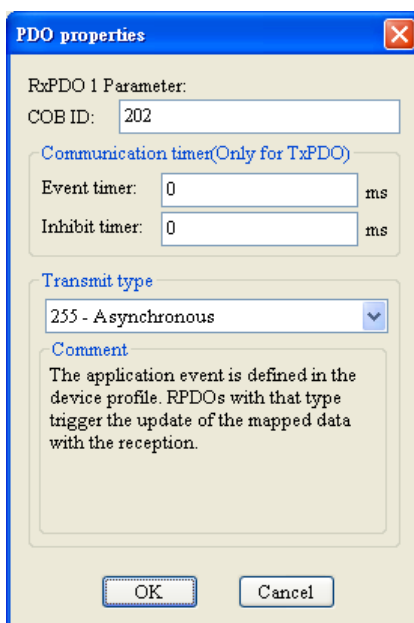 PDO properties
RxPDO 1 Parameter:
COB ID: 202
Communication timer(Only for TxPDO)
Event timer: 0 ms
Inhibit timer: 0 ms
Transmit type
255 - Asynchronous
Comment
The application event is defined in the
device profile. RPDOs with that type
trigger the update of the mapped data
with the reception.
OK Cancel